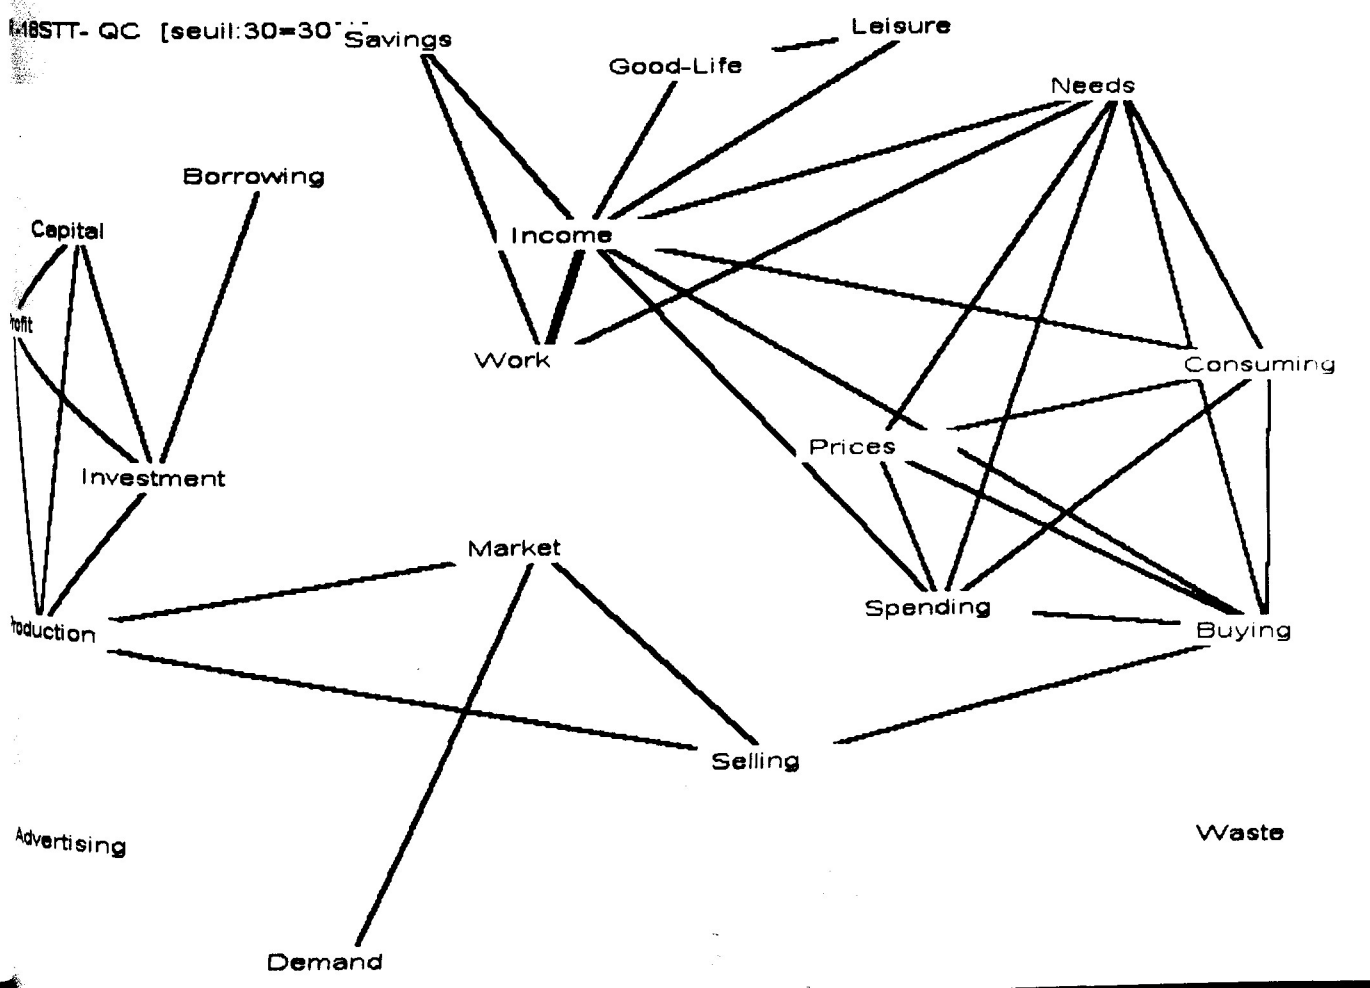 STT- QC [seuil:30=30
Savings
Leisure
Good-Life
Needs
Borrowing
Capital
Income
Work
Consuming
Prices
Investment
Market
Spending
Buying
Selling
Advertising
Waste
Demand